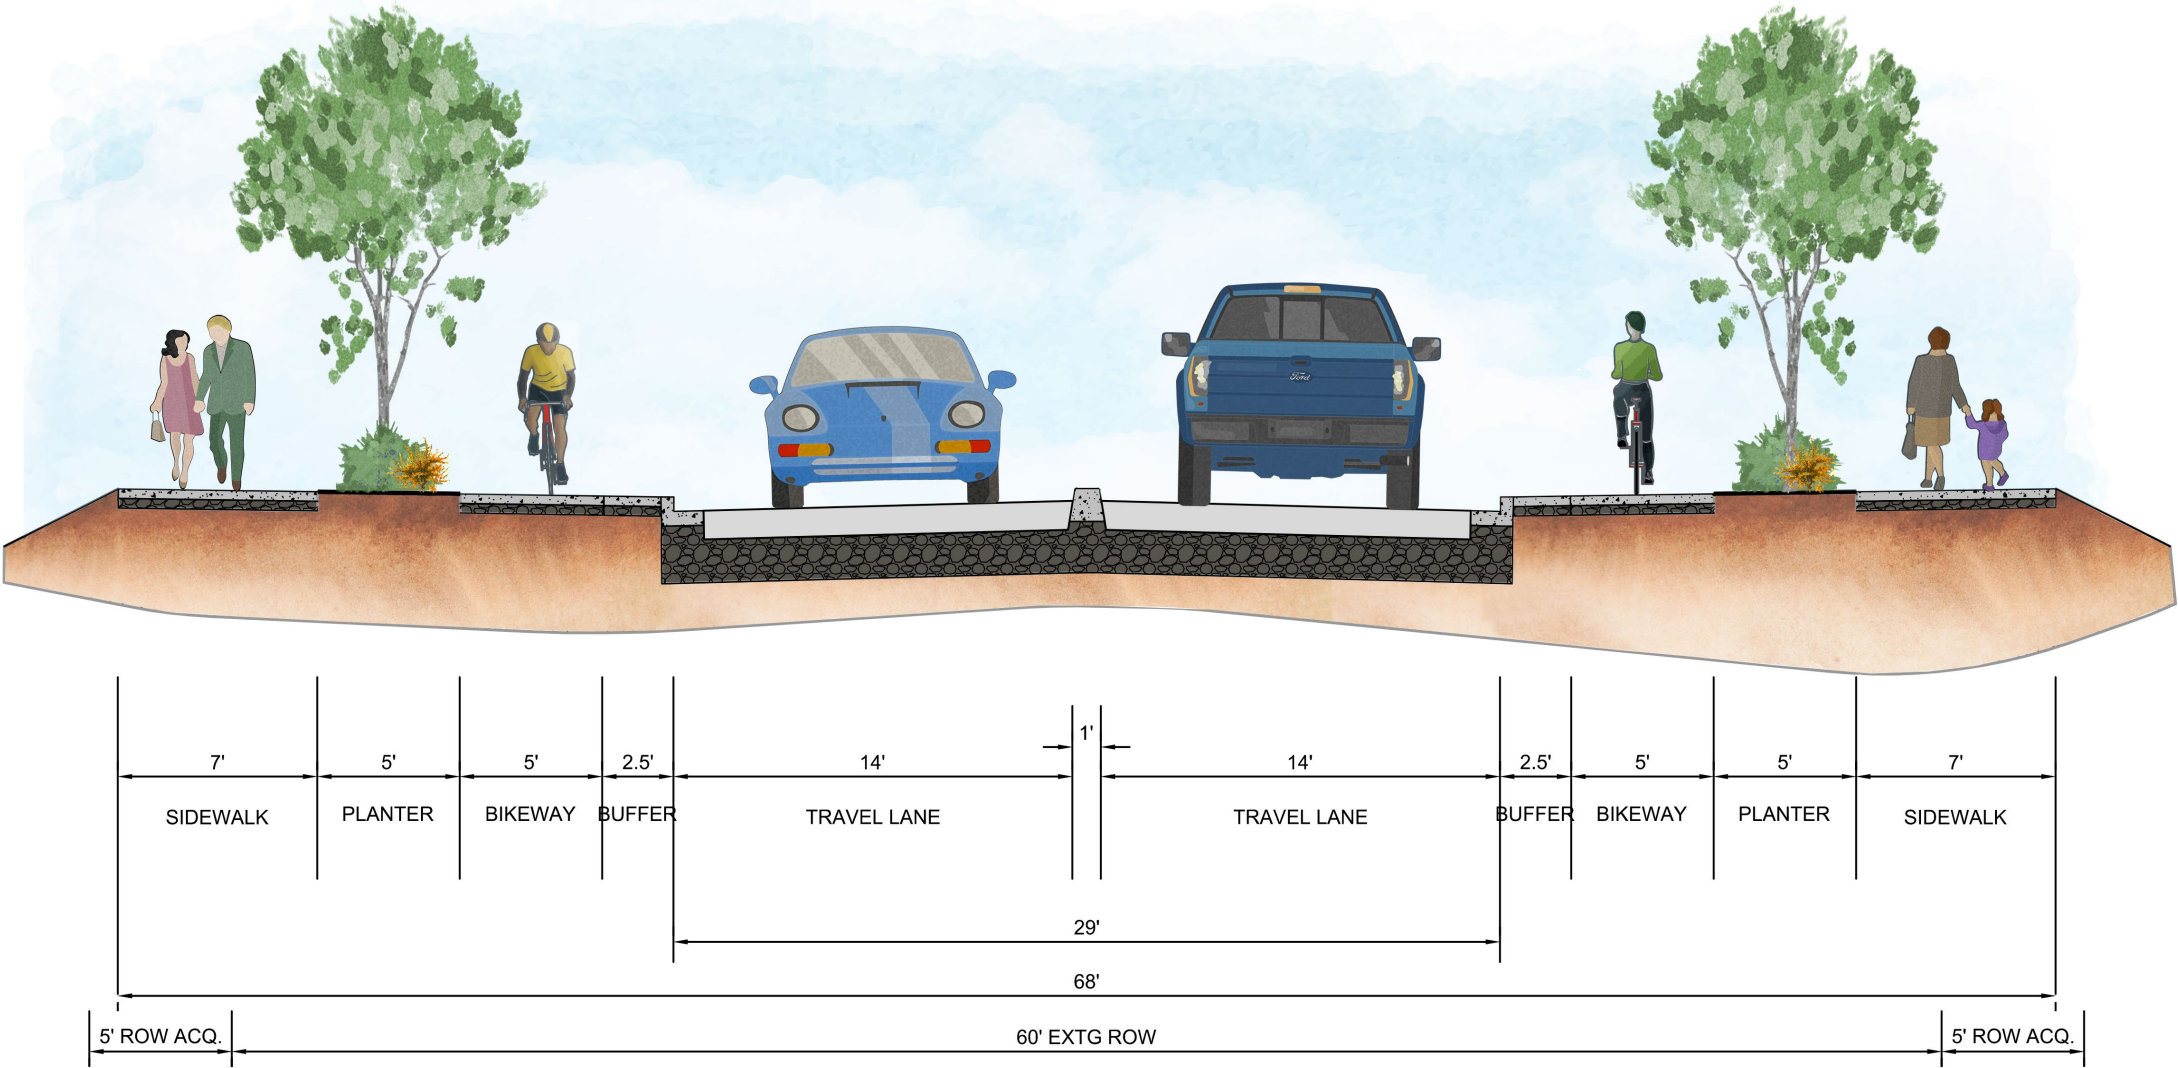 Ford
1'
7'
5'
5'
2.5'
14'
14'
2.5'
5'
5'
7'
SIDEWALK
PLANTER
BIKEWAY
BUFFER
TRAVEL LANE
TRAVEL LANE
BUFFER
BIKEWAY
PLANTER
SIDEWALK
29'
68'
5' ROW ACQ.
60' EXTG ROW
5' ROW ACQ.